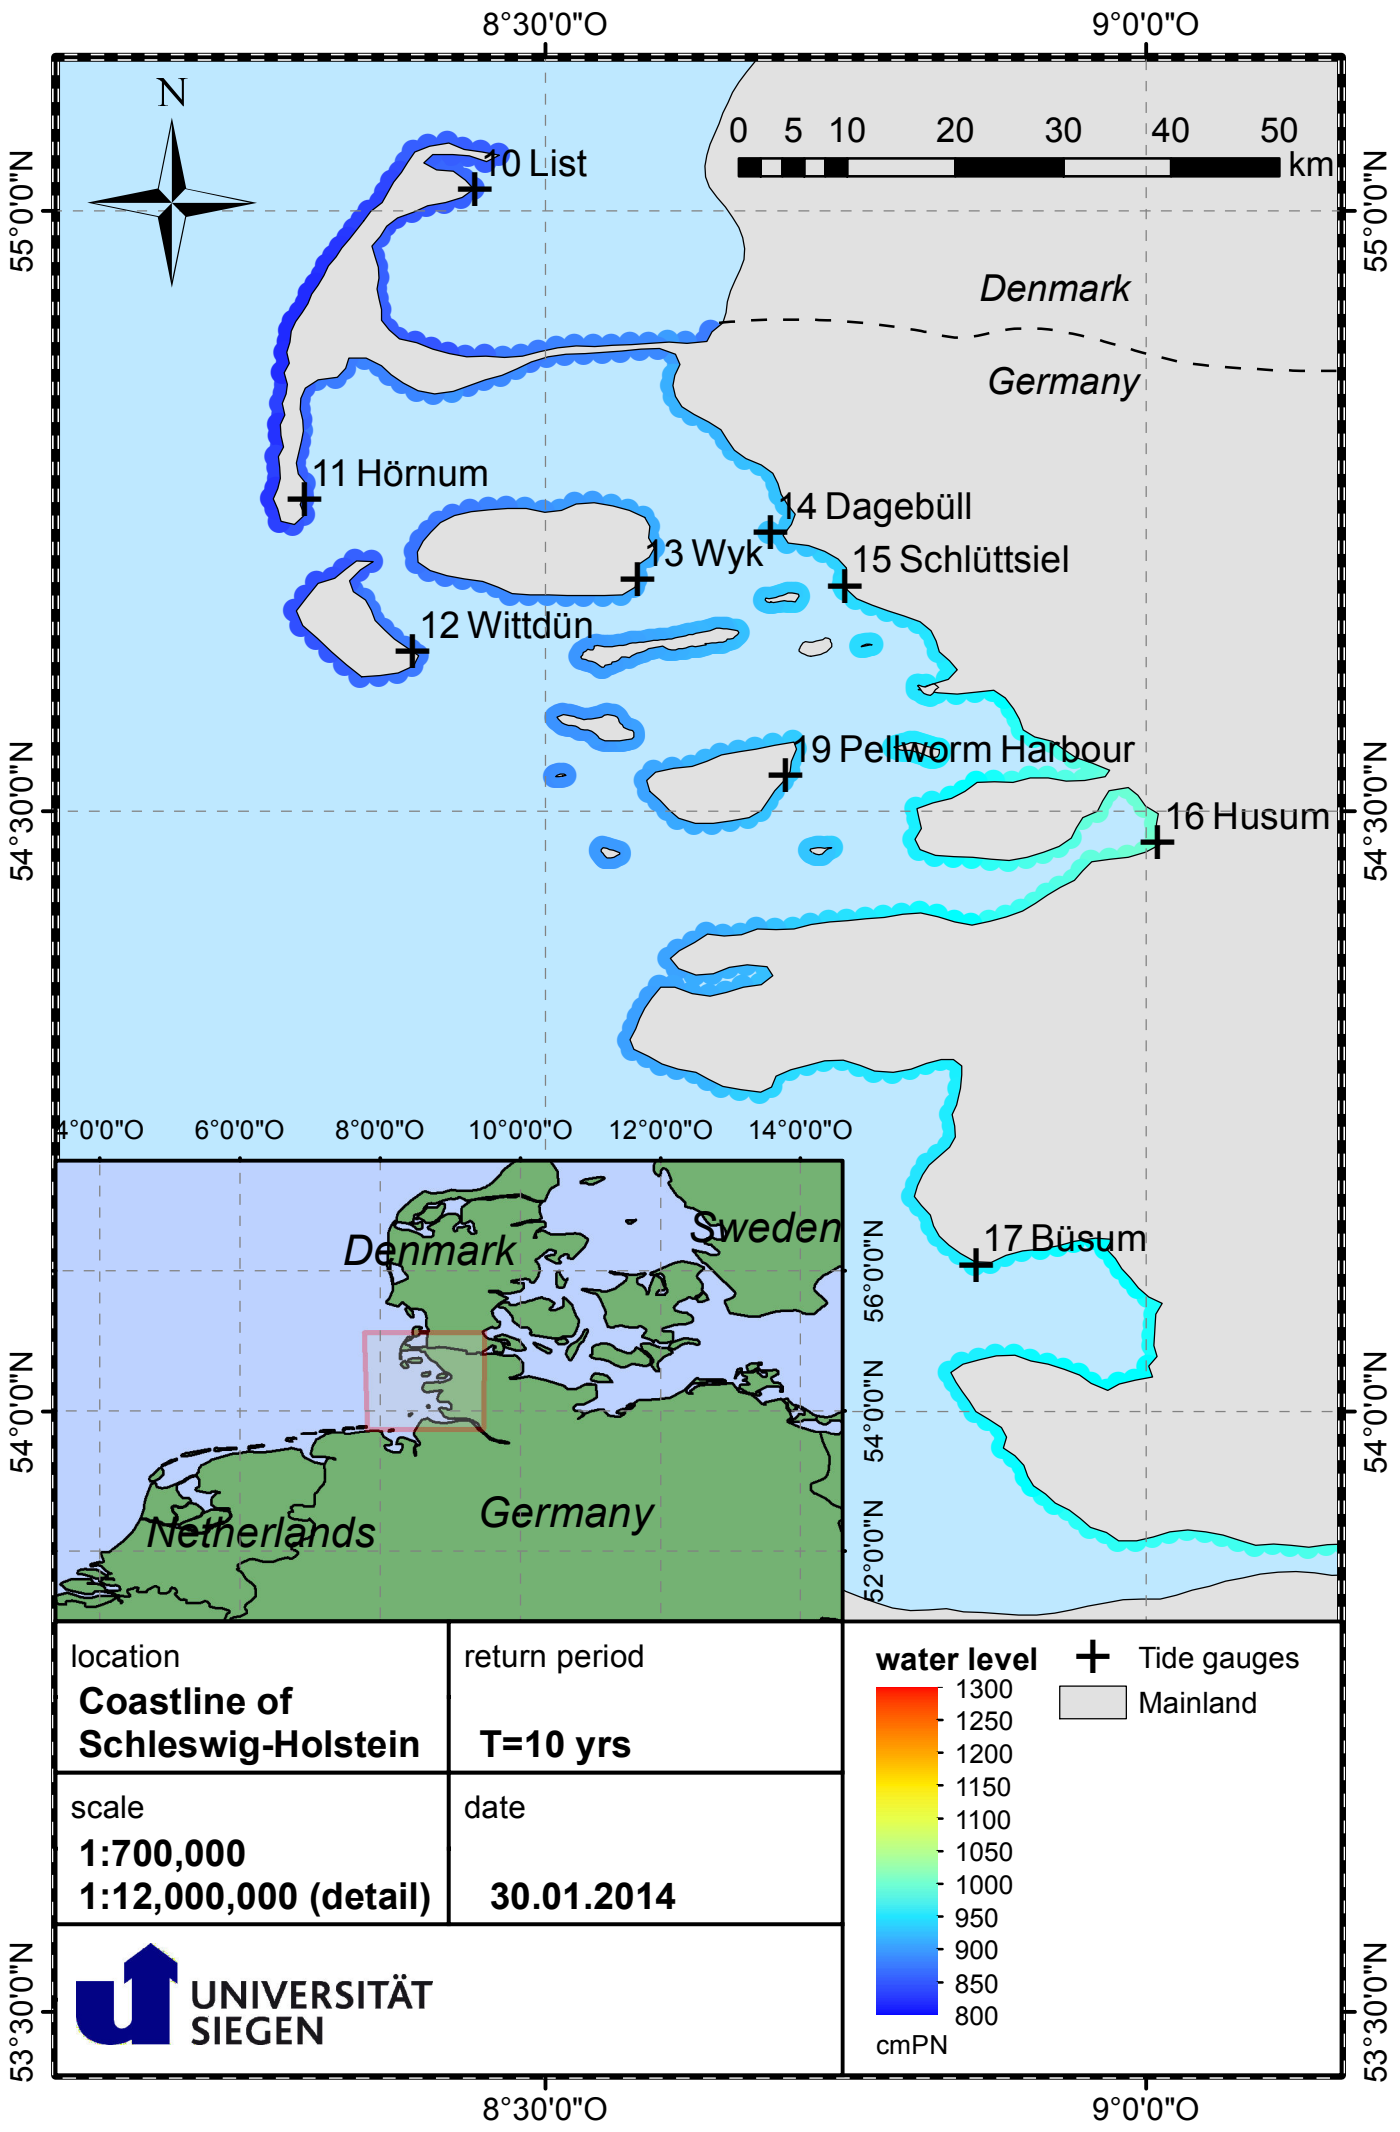 8°30'0"O
9°0'0"O
N
0 5 10 20 30 40 50
km
10 List
55°0'0"N
55°0'0"N
Denmark
Germany
11 Hörnum
14 Dagebüll
13 Wyk
15 Schlüttsiel
12 Wittdün
19 Pellworm Harbour
16 Husum
54°30'0"N
54°30'0"N
4°0'0"O
6°0'0"O
8°0'0"O
10°0'0"O
12°0'0"O
14°0'0"O
Denmark
Sweden
17 Büsum
56°0'0"N
54°0'0"N
54°0'0"N
54°0'0"N
Germany
Netherlands
52°0'0"N
location
Coastline of
Schleswig-Holstein
return period
T=10 yrs
scale
1:700,000
1:12,000,000 (detail)
date
30.01.2014
UNIVERSITÄT
SIEGEN
water level
1300
1250
1200
1150
1100
1050
1000
950
900
850
800
cmPN
Tide gauges
Mainland
53°30'0"N
53°30'0"N
8°30'0"O
9°0'0"O